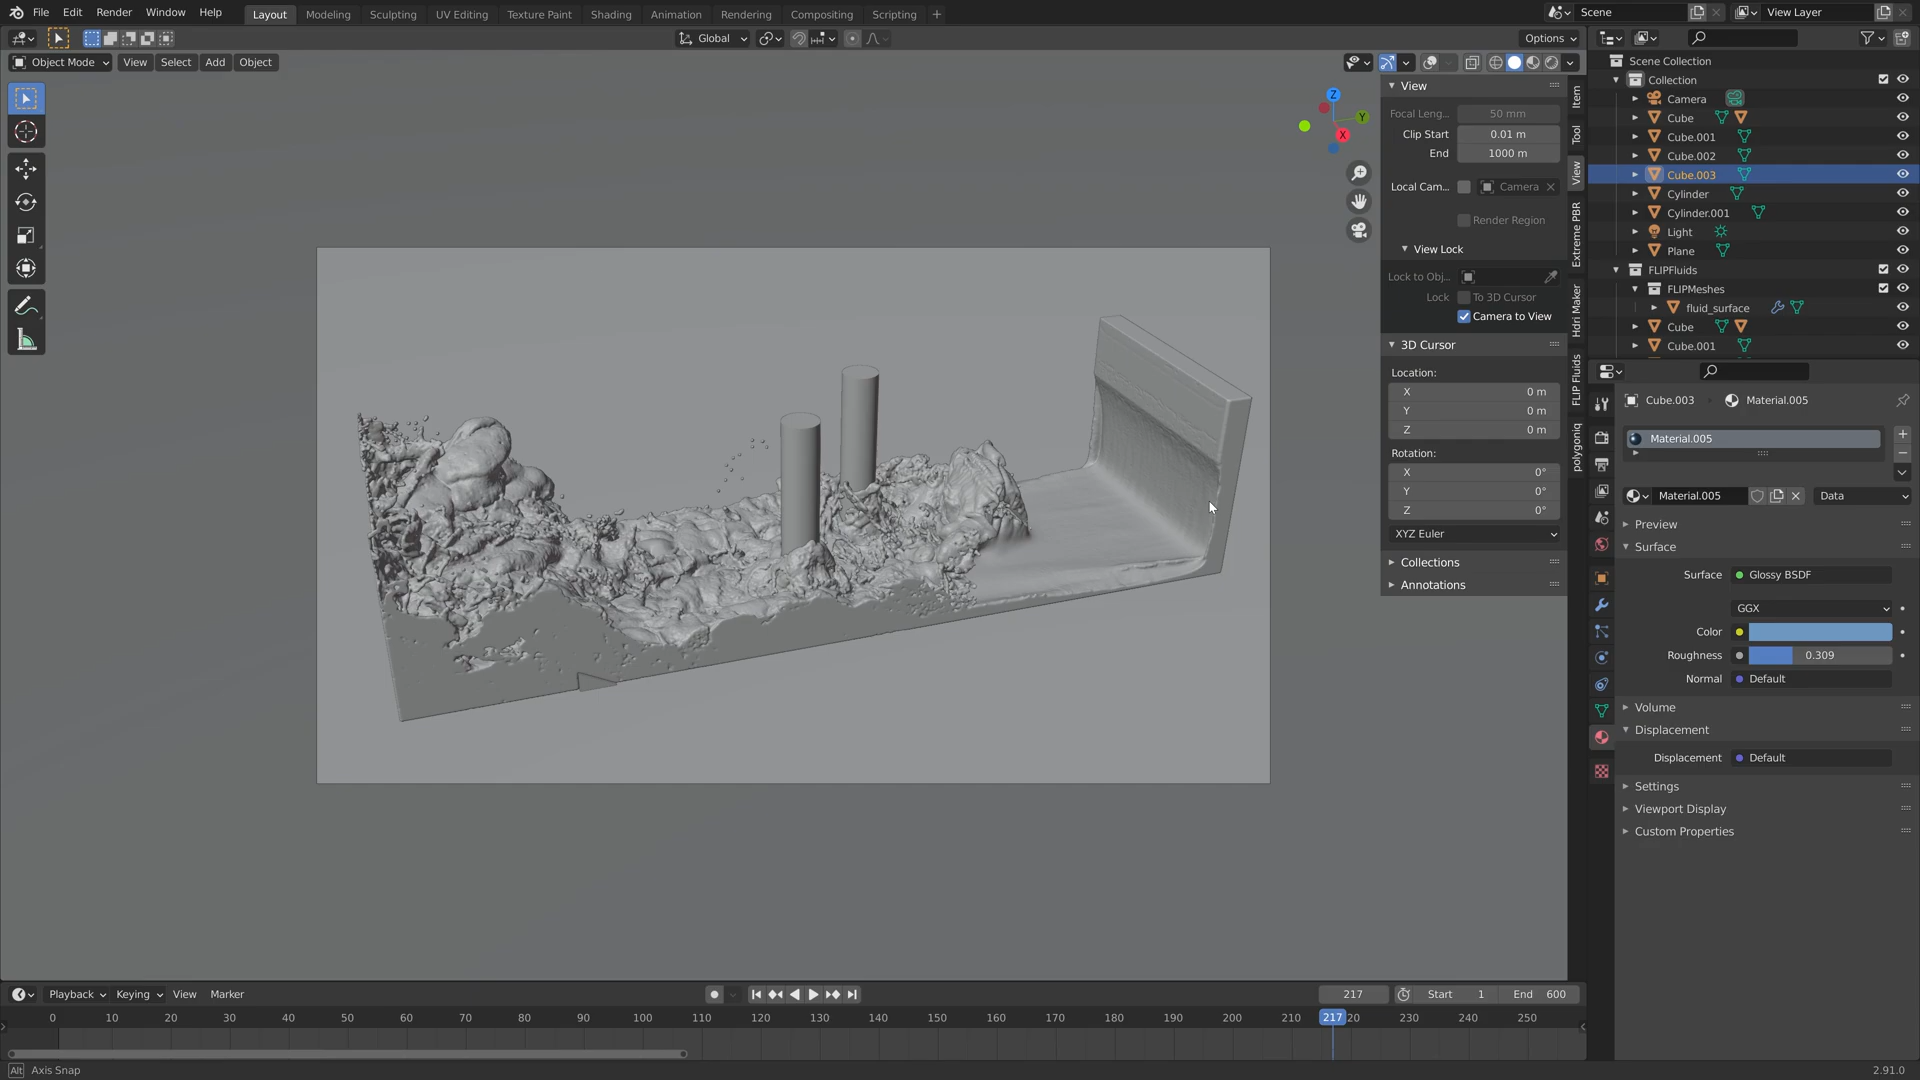 File Edit Render Window Help Layout Modeling Sculpting UV Editing Texture Paint Shading Animation Rendering Compositing Scripting + Scene View Layer
Global Options
Object Mode View Select Add Object
View
Focal Leng... 50 mm
Clip Start 0.01 m
End 1000 m
Local Cam... Camera
Render Region
View Lock
Lock to Obj...
Lock To 3D Cursor
Camera to View
3D Cursor
Location:
X 0 m
Y 0 m
Z 0 m
Rotation:
X 0°
Y 0°
Z 0°
XYZ Euler
Collections
Annotations
Item
Tool
View
Extreme PBR
Hdri Maker
FLIP Fluids
polygoniq
Z
Y
X
Scene Collection
Collection
Camera
Cube
Cube.001
Cube.002
Cube.003
Cylinder
Cylinder.001
Light
Plane
FLIPFluids
FLIPMeshes
fluid_surface
Cube
Cube.001
Cube.003 Material.005
Material.005
Material.005 Data
Preview
Surface
Surface Glossy BSDF
GGX
Color
Roughness 0.309
Normal Default
Volume
Displacement
Displacement Default
Settings
Viewport Display
Custom Properties
Playback Keying View Marker 217 Start 1 End 600
0 10 20 30 40 50 60 70 80 90 100 110 120 130 140 150 160 170 180 190 200 210 217 20 230 240 250
Alt Axis Snap 2.91.0